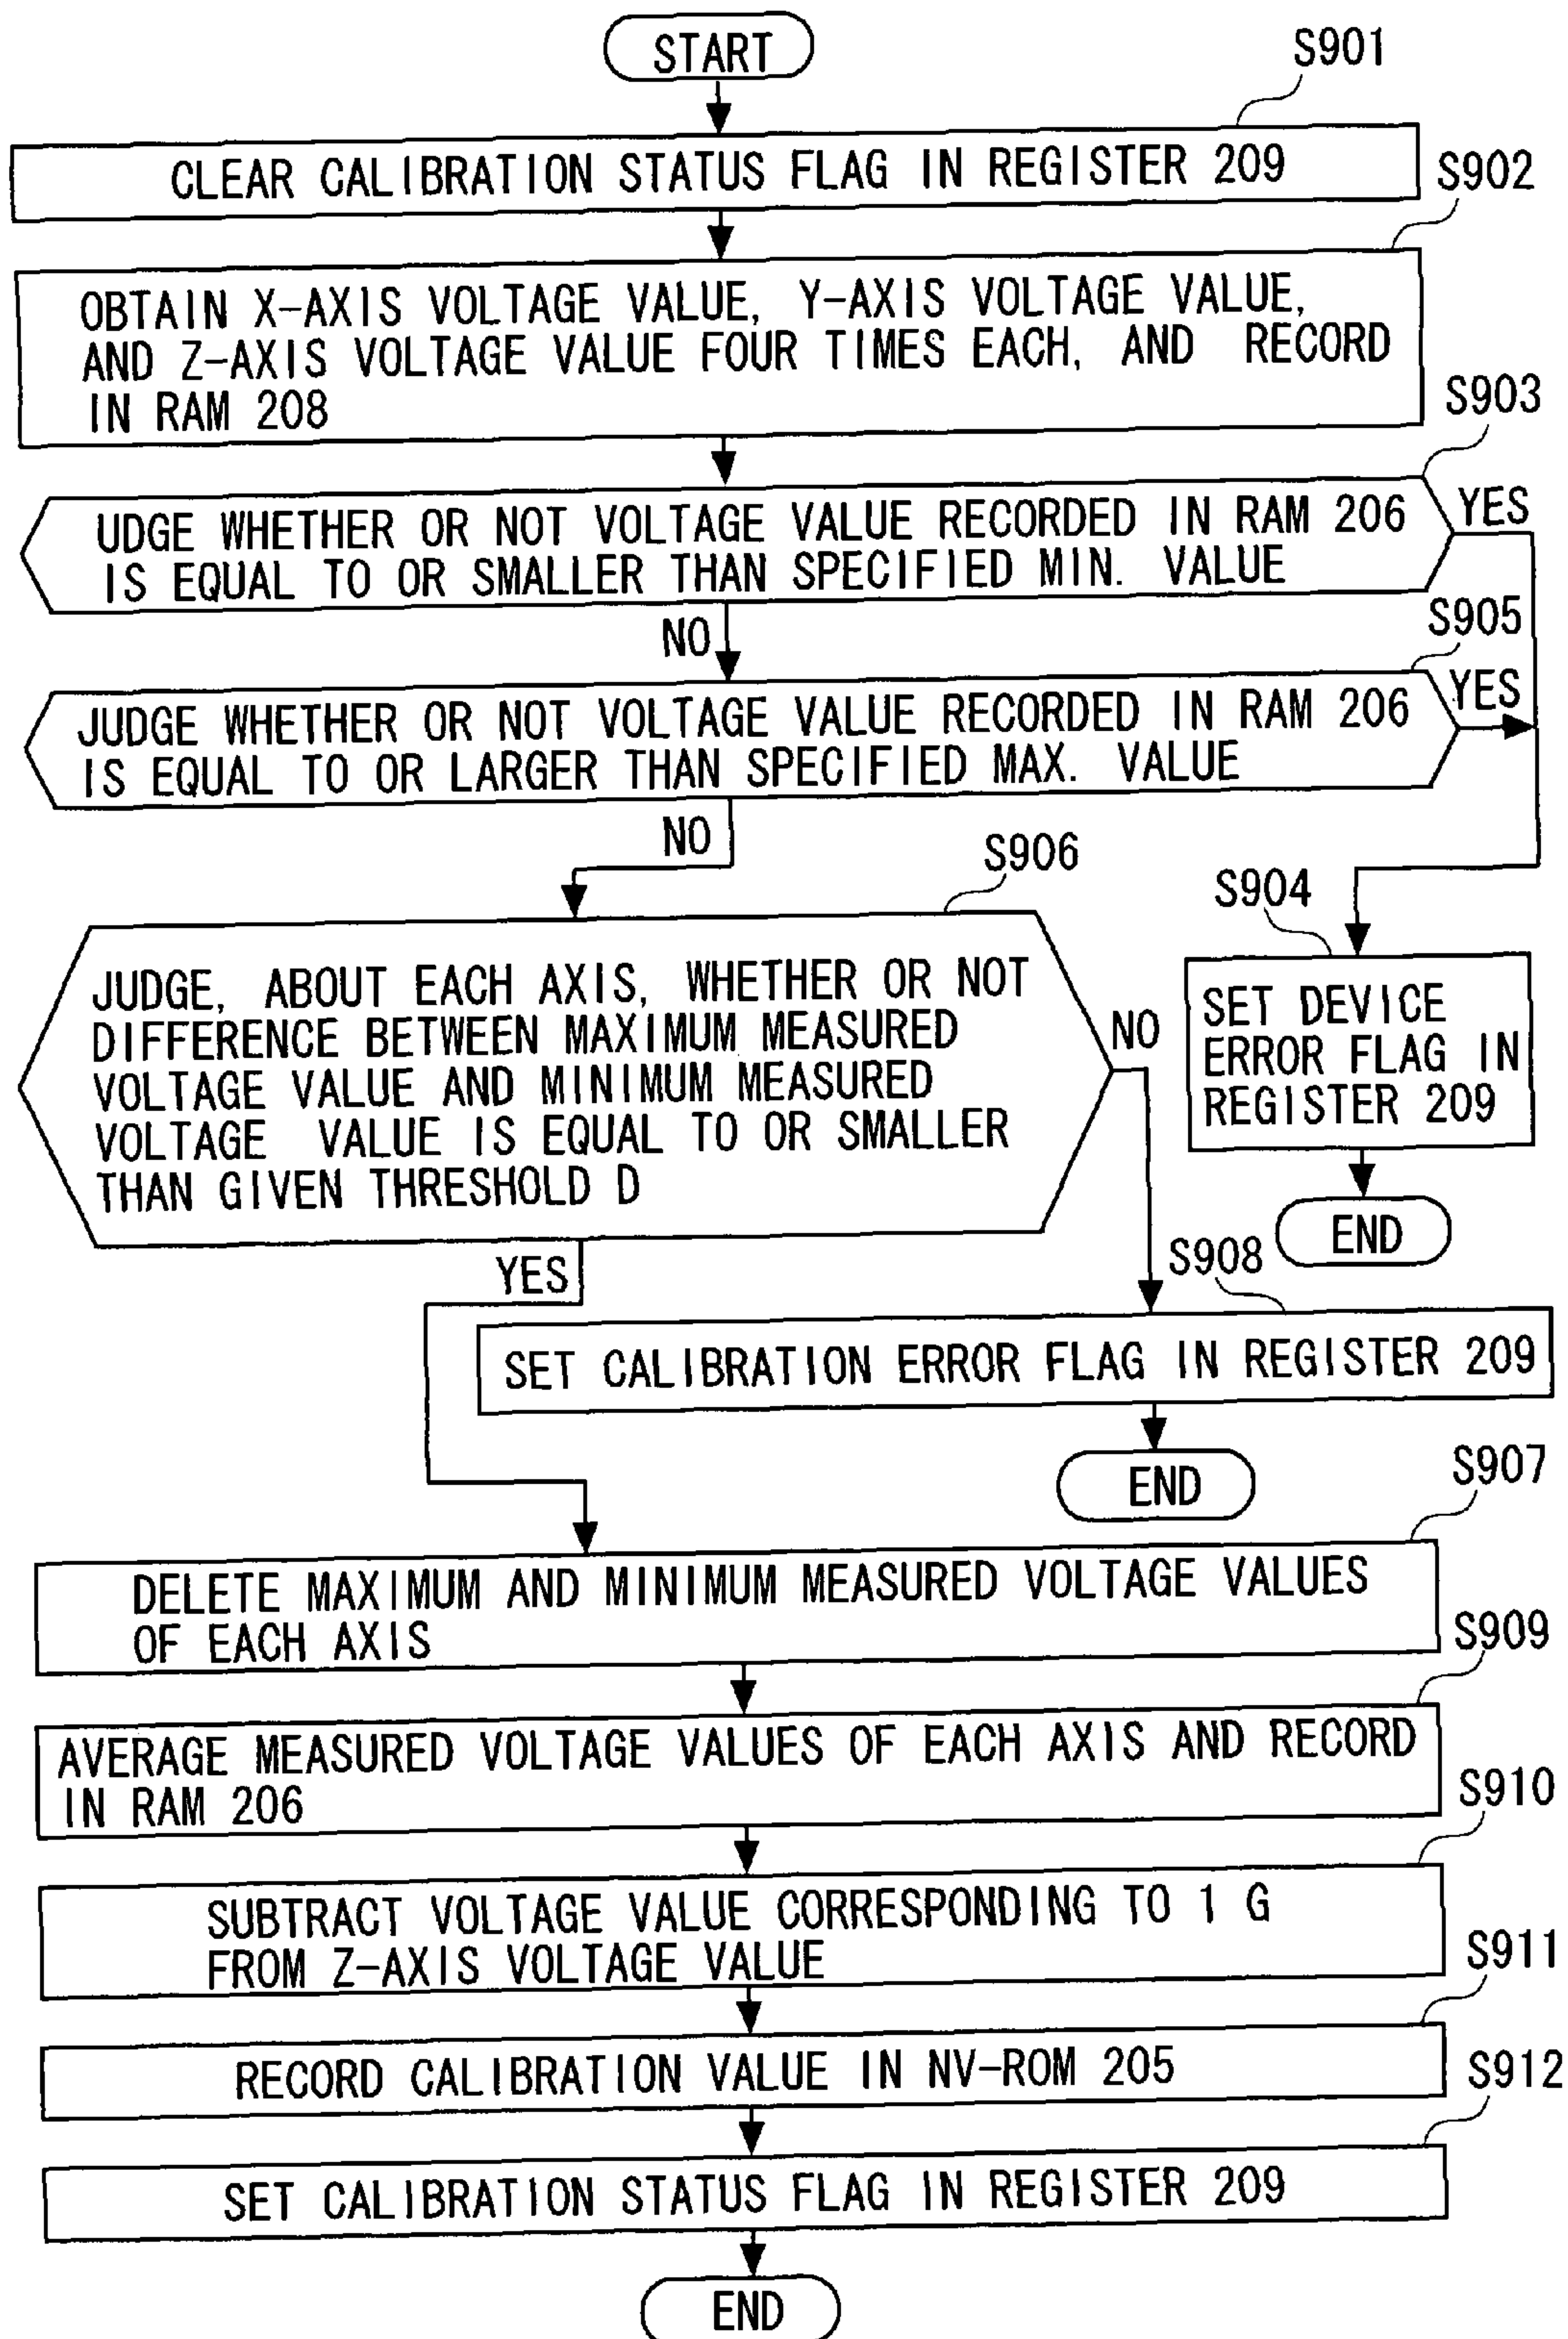 START
S901
CLEAR CALIBRATION STATUS FLAG IN REGISTER 209
S902
OBTAIN X-AXIS VOLTAGE VALUE, Y-AXIS VOLTAGE VALUE,
AND Z-AXIS VOLTAGE VALUE FOUR TIMES EACH, AND RECORD
IN RAM 208
S903
UDGE WHETHER OR NOT VOLTAGE VALUE RECORDED IN RAM 206
IS EQUAL TO OR SMALLER THAN SPECIFIED MIN. VALUE
YES
NO
S905
JUDGE WHETHER OR NOT VOLTAGE VALUE RECORDED IN RAM 206
IS EQUAL TO OR LARGER THAN SPECIFIED MAX. VALUE
YES
NO
S906
JUDGE, ABOUT EACH AXIS, WHETHER OR NOT
DIFFERENCE BETWEEN MAXIMUM MEASURED
VOLTAGE VALUE AND MINIMUM MEASURED
VOLTAGE VALUE IS EQUAL TO OR SMALLER
THAN GIVEN THRESHOLD D
NO
S904
SET DEVICE
ERROR FLAG IN
REGISTER 209
END
YES
S908
SET CALIBRATION ERROR FLAG IN REGISTER 209
END
S907
DELETE MAXIMUM AND MINIMUM MEASURED VOLTAGE VALUES
OF EACH AXIS
S909
AVERAGE MEASURED VOLTAGE VALUES OF EACH AXIS AND RECORD
IN RAM 206
S910
SUBTRACT VOLTAGE VALUE CORRESPONDING TO 1 G
FROM Z-AXIS VOLTAGE VALUE
S911
RECORD CALIBRATION VALUE IN NV-ROM 205
S912
SET CALIBRATION STATUS FLAG IN REGISTER 209
END